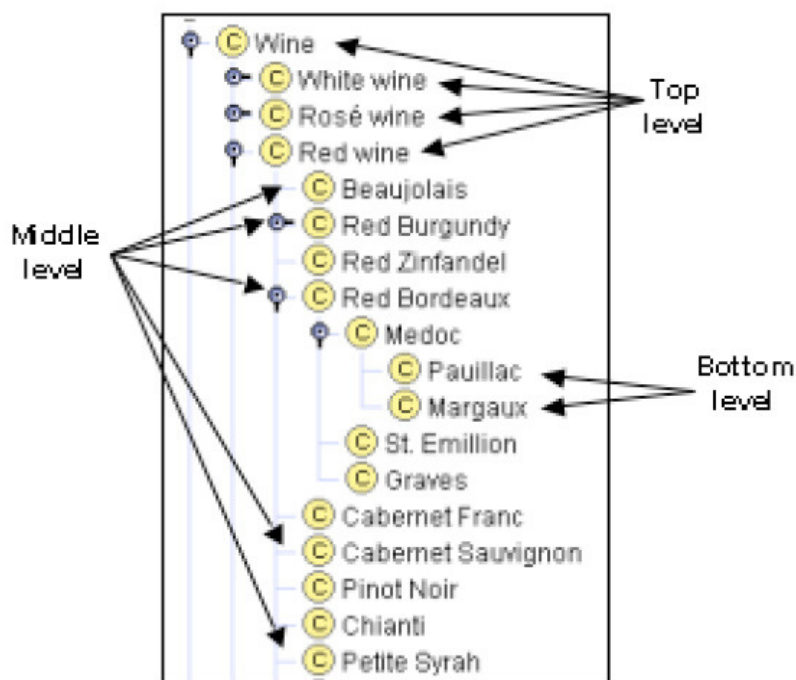 C Wine
C White wine
C Rosé wine
C Red wine
C Beaujolais
C Red Burgundy
C Red Zinfandel
C Red Bordeaux
C Medoc
C Pauillac
C Margaux
C St. Emillion
C Graves
C Cabernet Franc
C Cabernet Sauvignon
C Pinot Noir
C Chianti
C Petite Syrah
Top
level
Middle
level
Bottom
level